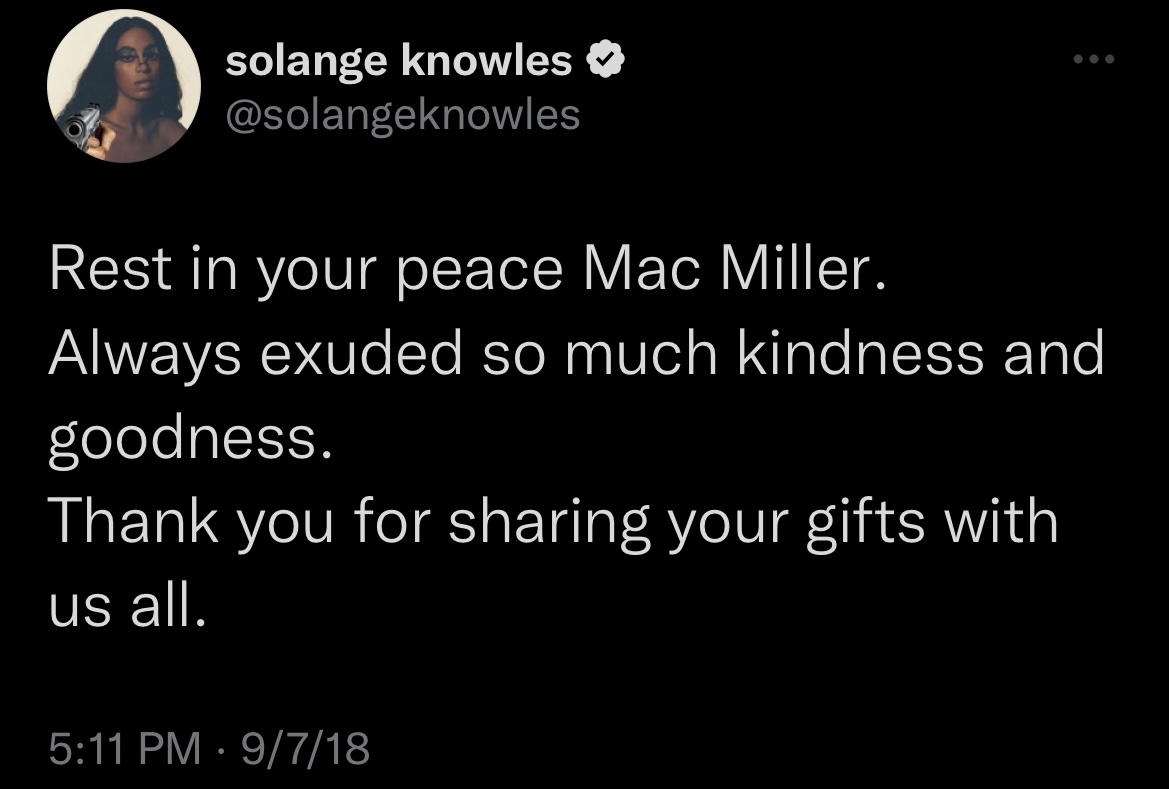 solange knowles
@solangeknowles
Rest in your peace Mac Miller.
Always exuded so much kindness and
goodness.
Thank you for sharing your gifts with
us all.
5:11 PM · 9/7/18